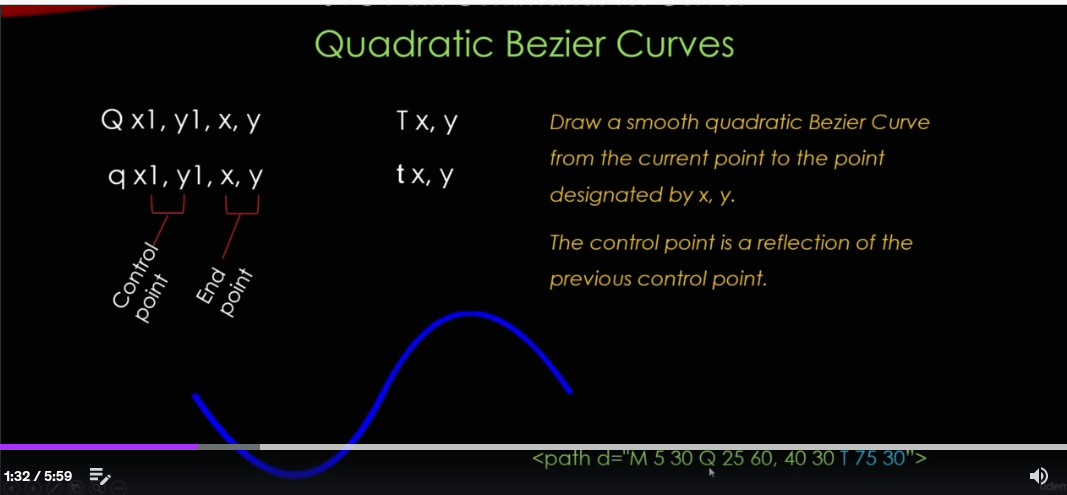 Quadratic Bezier Curves
Q x1, y1, x, y
q x1, y1, x, y
Control
point
End
point
T x, y
t x, y
Draw a smooth quadratic Bezier Curve
from the current point to the point
designated by x, y.
The control point is a reflection of the
previous control point.
<path d="M 5 30 Q 25 60, 40 30 T 75 30">
1:32 / 5:59